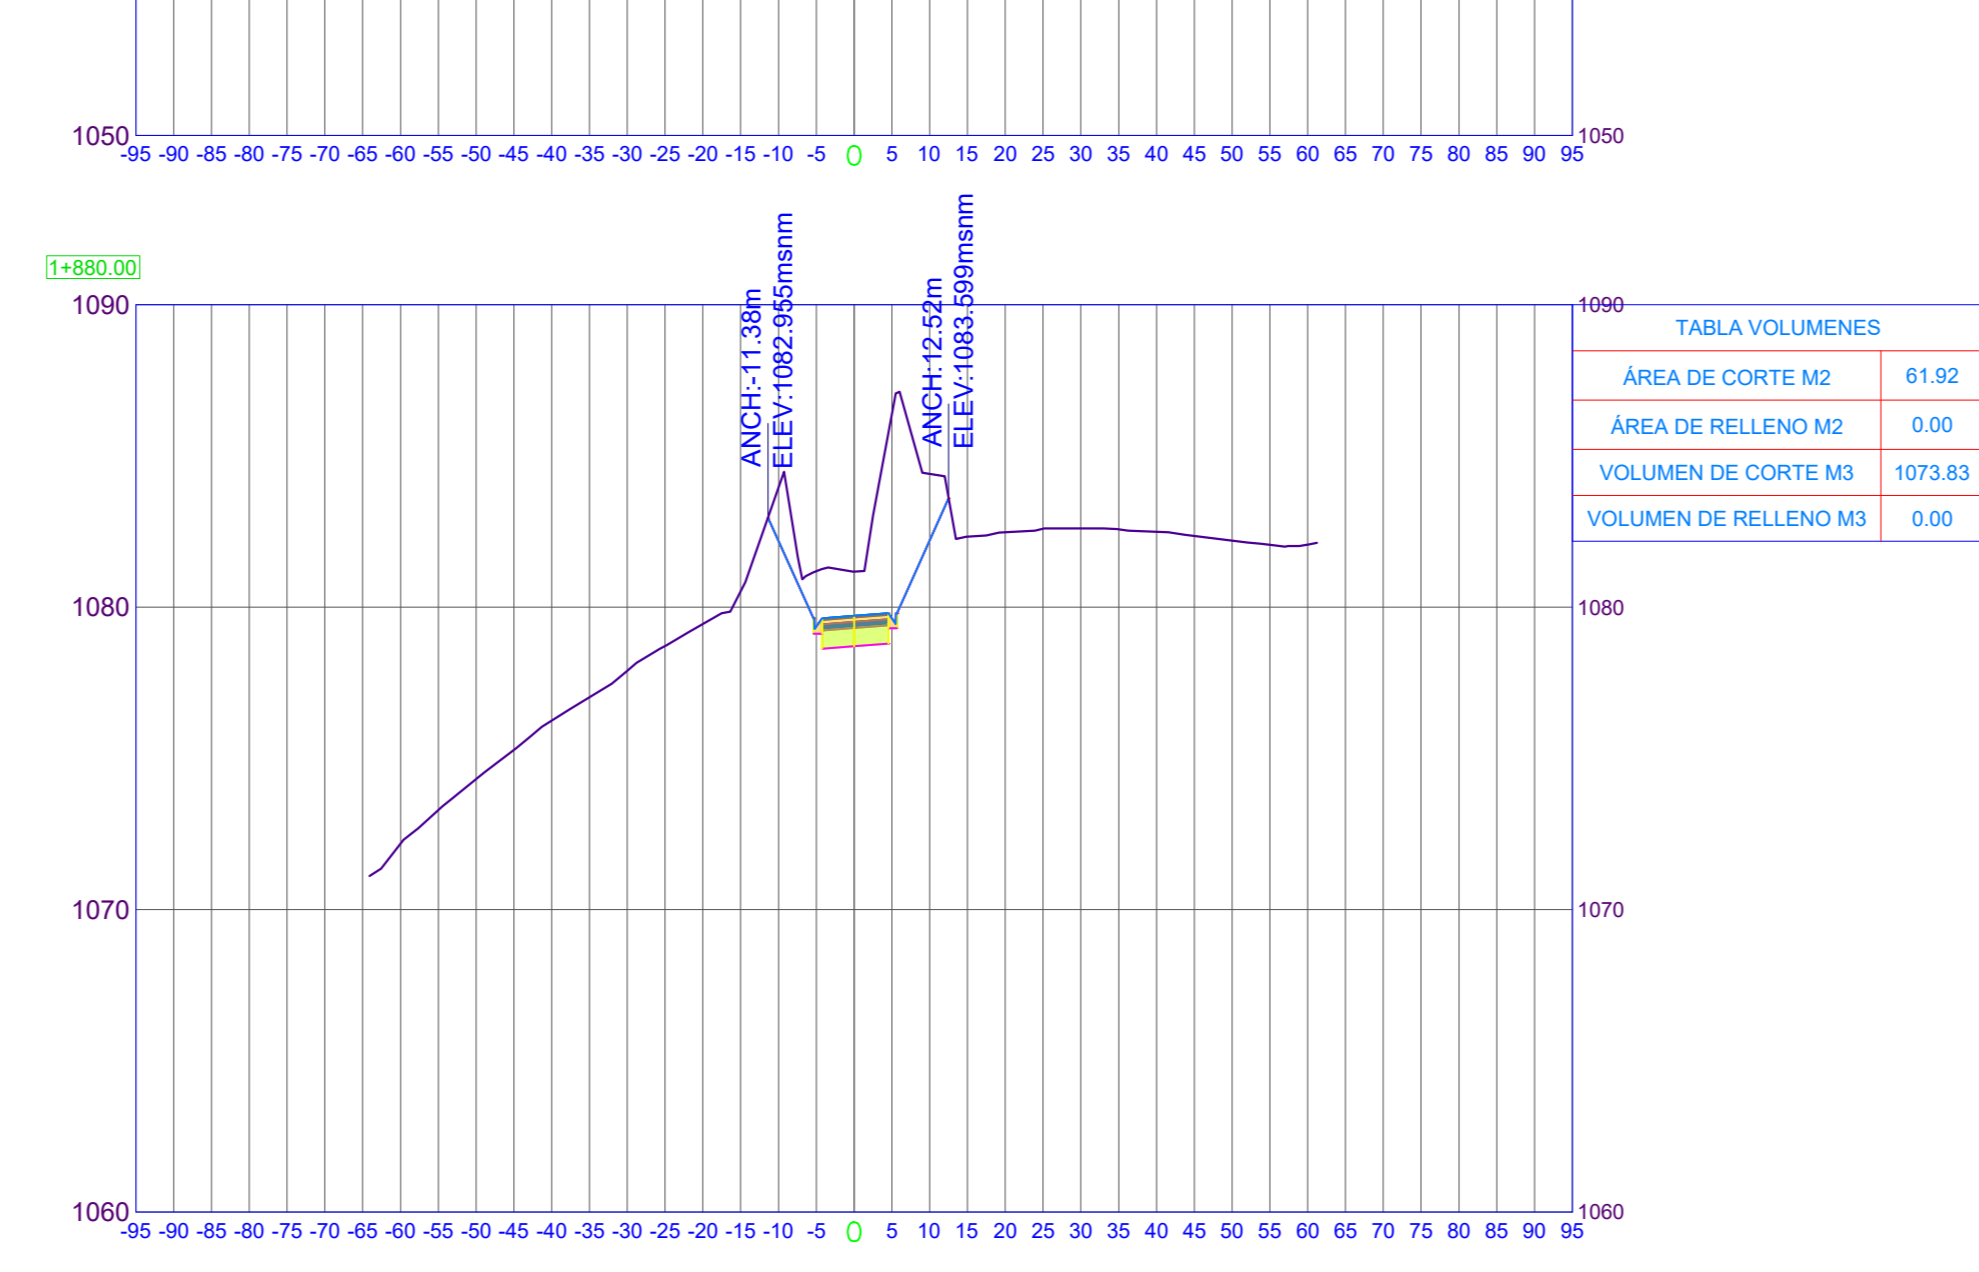 1050
1050
-95 -90 -85 -80 -75 -70 -65 -60 -55 -50 -45 -40 -35 -30 -25 -20 -15 -10 -5 0 5 10 15 20 25 30 35 40 45 50 55 60 65 70 75 80 85 90 95
1+880.00
ANCH:-11.38m
ELEV:1082.955msnm
ANCH:12.52m
ELEV:1083.599msnm
1090
1090
TABLA VOLUMENES
ÁREA DE CORTE M2 61.92
ÁREA DE RELLENO M2 0.00
VOLUMEN DE CORTE M3 1073.83
VOLUMEN DE RELLENO M3 0.00
1080
1080
1070
1070
1060
1060
-95 -90 -85 -80 -75 -70 -65 -60 -55 -50 -45 -40 -35 -30 -25 -20 -15 -10 -5 0 5 10 15 20 25 30 35 40 45 50 55 60 65 70 75 80 85 90 95